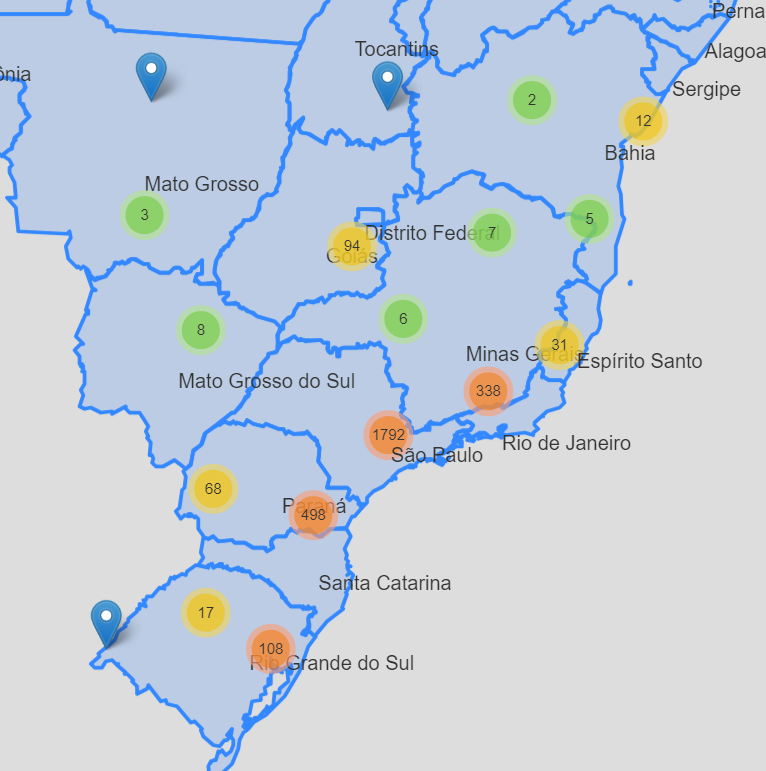 Perna
Tocantins
Alagoa
ônia
Sergipe
2
12
Bahia
Mato Grosso
3
5
7
Distrito Federal
94
Goiás
6
8
31
Minas Gerais
Espírito Santo
Mato Grosso do Sul
338
1792
Rio de Janeiro
São Paulo
68
Paraná
498
Santa Catarina
17
108
Rio Grande do Sul